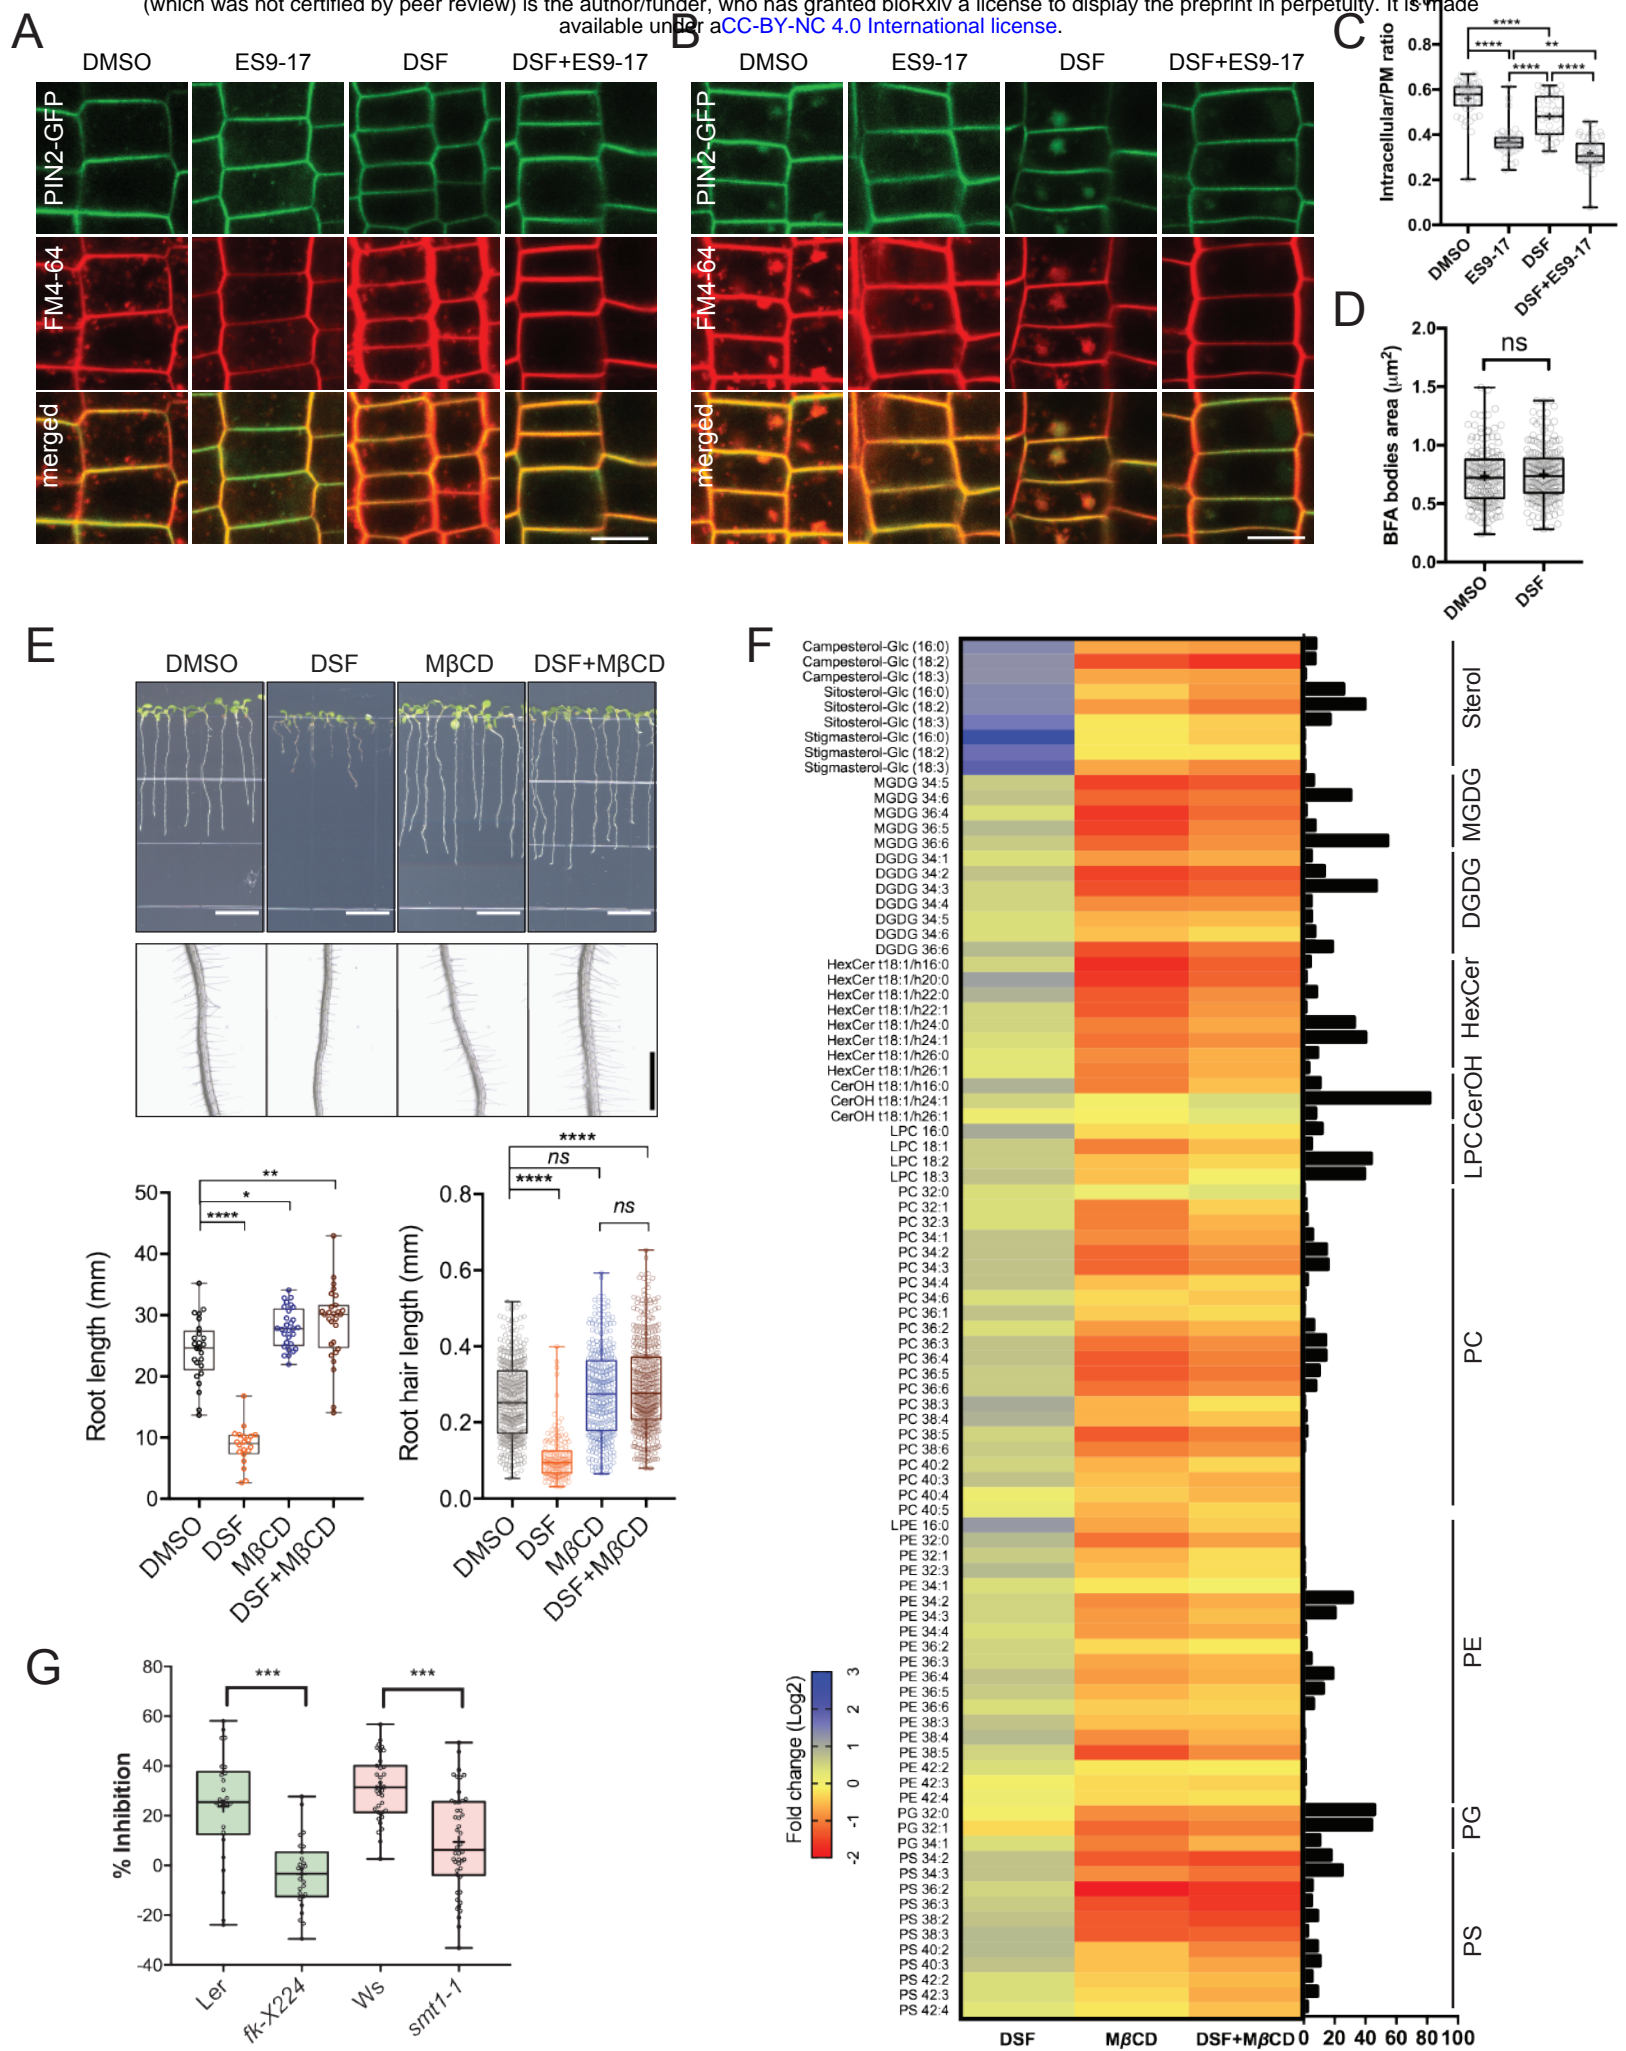 (which was not certified by peer review) is the author/funder, who has granted bioRxiv a license to display the preprint in perpetuity. It is made
available under aCC-BY-NC 4.0 International license.
A
DMSO ES9-17 DSF DSF+ES9-17
PIN2-GFP
FM4-64
merged
B
DMSO ES9-17 DSF DSF+ES9-17
PIN2-GFP
FM4-64
merged
C
Intracellular/PM ratio
****
**** **
**** ****
0.8
0.6
0.4
0.2
0.0
DMSO
ES9-17
DSF
DSF+ES9-17
D
BFA bodies area (µm²)
ns
2.0
1.5
1.0
0.5
0.0
DMSO
DSF
E
DMSO DSF MβCD DSF+MβCD
Root length (mm)
**
*
****
50
40
30
20
10
0
DMSO
DSF
MβCD
DSF+MβCD
Root hair length (mm)
****
ns
****
ns
0.8
0.6
0.4
0.2
0.0
DMSO
DSF
MβCD
DSF+MβCD
F
Campesterol-Glc (16:0)
Campesterol-Glc (18:2)
Campesterol-Glc (18:3)
Sitosterol-Glc (16:0)
Sitosterol-Glc (18:2)
Sitosterol-Glc (18:3)
Stigmasterol-Glc (16:0)
Stigmasterol-Glc (18:2)
Stigmasterol-Glc (18:3)
MGDG 34:5
MGDG 34:6
MGDG 36:4
MGDG 36:5
MGDG 36:6
DGDG 34:1
DGDG 34:2
DGDG 34:3
DGDG 34:4
DGDG 34:5
DGDG 34:6
DGDG 36:6
HexCer t18:1/h16:0
HexCer t18:1/h20:0
HexCer t18:1/h22:0
HexCer t18:1/h22:1
HexCer t18:1/h24:0
HexCer t18:1/h24:1
HexCer t18:1/h26:0
HexCer t18:1/h26:1
CerOH t18:1/h16:0
CerOH t18:1/h24:1
CerOH t18:1/h26:1
LPC 16:0
LPC 18:1
LPC 18:2
LPC 18:3
PC 32:0
PC 32:1
PC 32:3
PC 34:1
PC 34:2
PC 34:3
PC 34:4
PC 34:6
PC 36:1
PC 36:2
PC 36:3
PC 36:4
PC 36:5
PC 36:6
PC 38:3
PC 38:4
PC 38:5
PC 38:6
PC 40:2
PC 40:3
PC 40:4
PC 40:5
LPE 16:0
PE 32:0
PE 32:1
PE 32:3
PE 34:1
PE 34:2
PE 34:3
PE 34:4
PE 36:2
PE 36:3
PE 36:4
PE 36:5
PE 36:6
PE 38:3
PE 38:4
PE 38:5
PE 42:2
PE 42:3
PE 42:4
PG 32:0
PG 32:1
PG 34:1
PS 34:2
PS 34:3
PS 36:2
PS 36:3
PS 38:2
PS 38:3
PS 40:2
PS 40:3
PS 42:2
PS 42:3
PS 42:4
Sterol
MGDG
DGDG
HexCer
CerOH
LPC
PC
PE
PG
PS
Fold change (Log2)
3
2
1
0
-1
-2
DSF MβCD DSF+MβCD 0 20 40 60 80 100
G
% Inhibition
*** ***
80
60
40
20
0
-20
-40
Ler
fk-X224
Ws
smt1-1